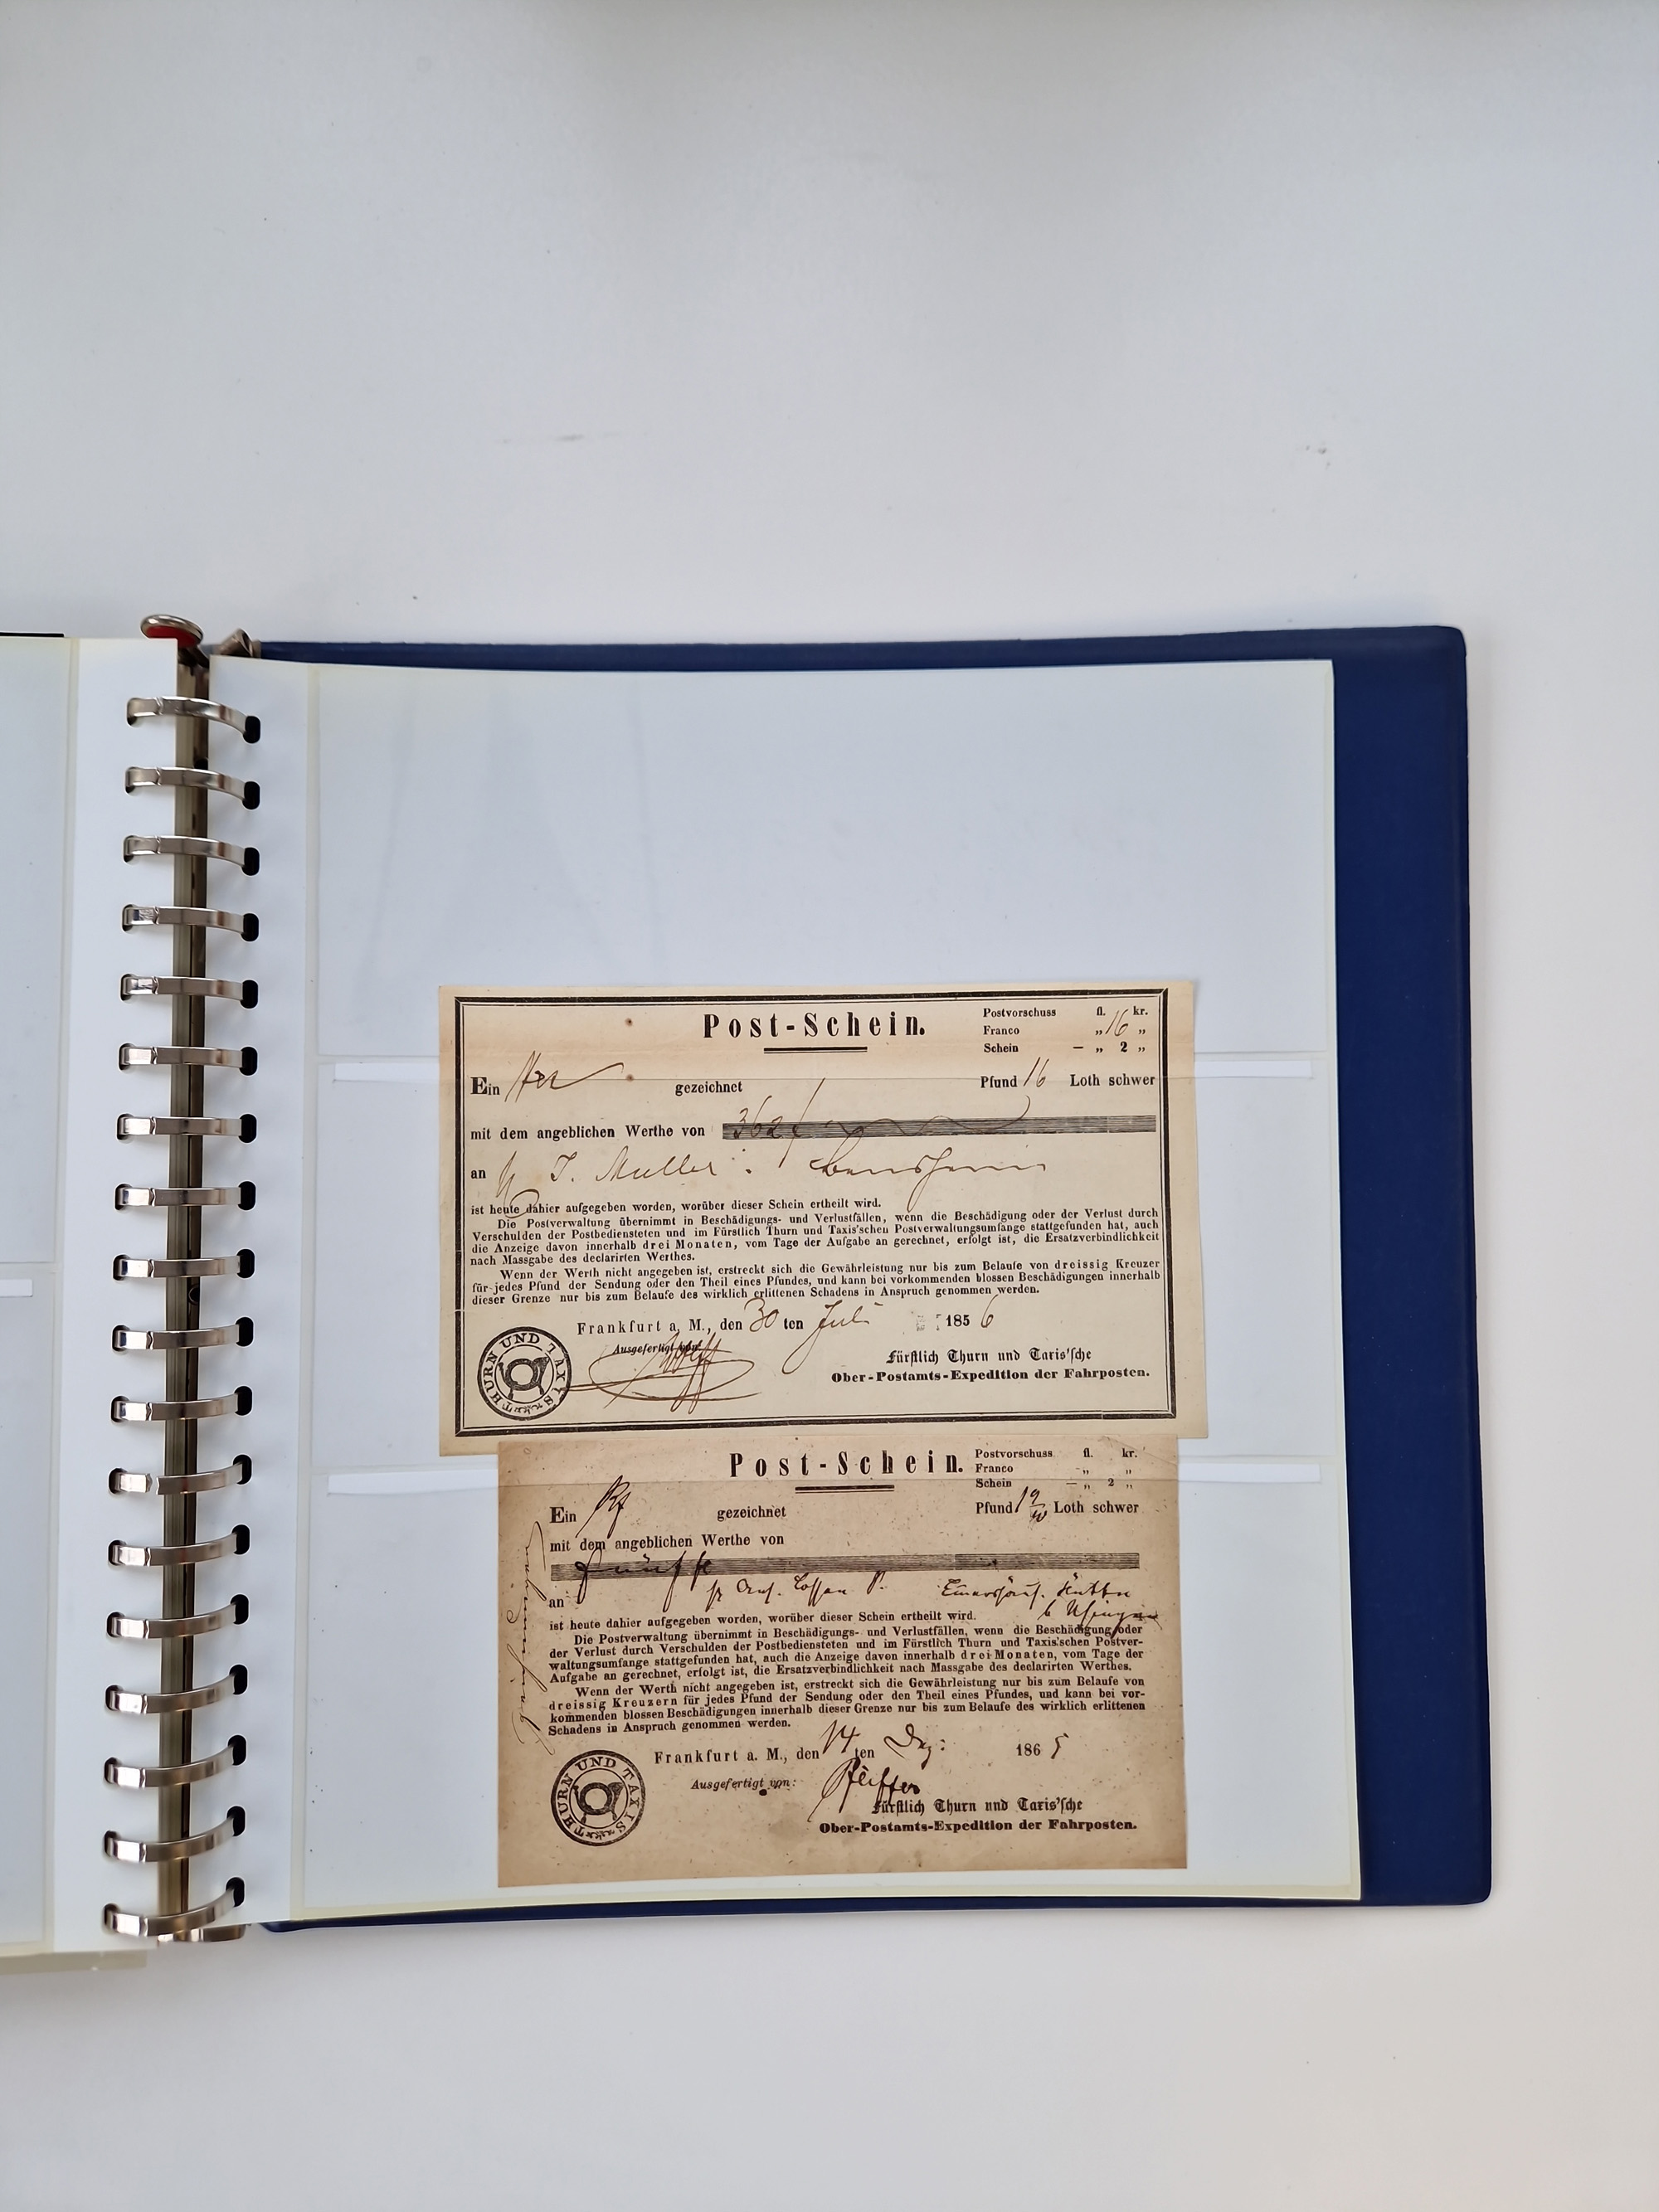 Post-Schein.
Postvorschuss fl. kr.
Franco „ 16 „
Schein — „ 2 „
Ein gezeichnet Pfund 16 Loth schwer
mit dem angeblichen Werthe von 362 f
an J. Muller
ist heute dahier aufgegeben worden, worüber dieser Schein ertheilt wird.
Die Postverwaltung übernimmt in Beschädigungs- und Verlustfällen, wenn die Beschädigung oder der Verlust durch
Verschulden der Postbediensteten und im Fürstlich Thurn und Taxis'schen Postverwaltungsumfange stattgefunden hat, auch
die Anzeige davon innerhalb drei Monaten, vom Tage der Aufgabe an gerechnet, erfolgt ist, die Ersatzverbindlichkeit
nach Massgabe des declarirten Werthes.
Wenn der Werth nicht angegeben ist, erstreckt sich die Gewährleistung nur bis zum Belaufe von dreissig Kreuzer
für jedes Pfund der Sendung oder den Theil eines Pfundes, und kann bei vorkommenden blossen Beschädigungen innerhalb
dieser Grenze nur bis zum Belaufe des wirklich erlittenen Schadens in Anspruch genommen werden.
Frankfurt a. M., den 30 ten Juli 1856
Ausgefertigt von:
THURN UND TAXIS
Fürstlich Thurn und Taxis'sche
Ober-Postamts-Expedition der Fahrposten.
Post-Schein.
Postvorschuss fl. kr.
Franco „ „
Schein — „ 2 „
Ein gezeichnet Pfund Loth schwer
mit dem angeblichen Werthe von
fünf fl
an
ist heute dahier aufgegeben worden, worüber dieser Schein ertheilt wird.
b Usingen
Die Postverwaltung übernimmt in Beschädigungs- und Verlustfällen, wenn die Beschädigung oder
der Verlust durch Verschulden der Postbediensteten und im Fürstlich Thurn und Taxis'schen Postver-
waltungsumfange stattgefunden hat, auch die Anzeige davon innerhalb drei Monaten, vom Tage der
Aufgabe an gerechnet, erfolgt ist, die Ersatzverbindlichkeit nach Massgabe des declarirten Werthes.
Wenn der Werth nicht angegeben ist, erstreckt sich die Gewährleistung nur bis zum Belaufe von
dreissig Kreuzern für jedes Pfund der Sendung oder den Theil eines Pfundes, und kann bei vor-
kommenden blossen Beschädigungen innerhalb dieser Grenze nur bis zum Belaufe des wirklich erlittenen
Schadens in Anspruch genommen werden.
Frankfurt a. M., den 14 ten Dez: 1865
Ausgefertigt von: Pfeiffer
THURN UND TAXIS
Fürstlich Thurn und Taxis'sche
Ober-Postamts-Expedition der Fahrposten.